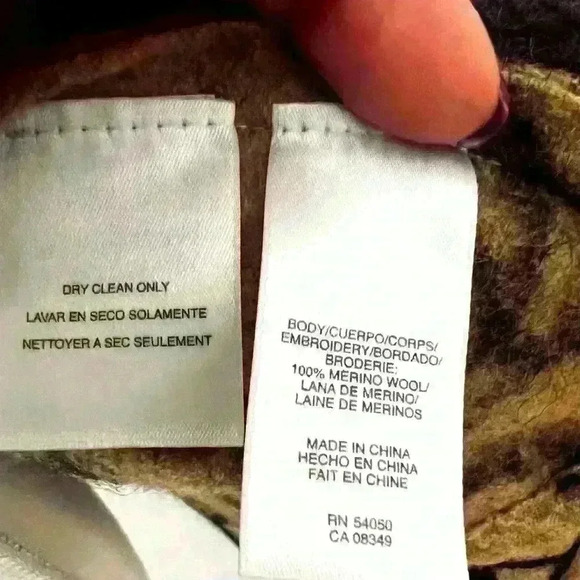 DRY CLEAN ONLY
LAVAR EN SECO SOLAMENTE
NETTOYER A SEC SEULEMENT
BODY/CUERPO/CORPS/
EMBROIDERY/BORDADO/
BRODERIE:
100% MERINO WOOL/
LANA DE MERINO/
LAINE DE MERINOS
MADE IN CHINA
HECHO EN CHINA
FAIT EN CHINE
RN 54050
CA 08349